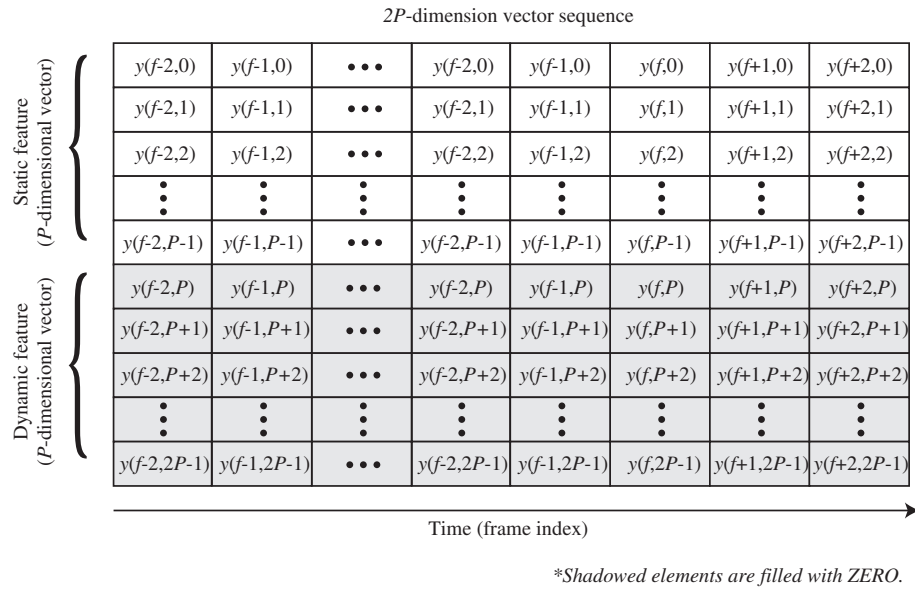 2P-dimension vector sequence
Static feature
(P-dimensional vector)
y(f-2,0) y(f-1,0) ••• y(f-2,0) y(f-1,0) y(f,0) y(f+1,0) y(f+2,0)
y(f-2,1) y(f-1,1) ••• y(f-2,1) y(f-1,1) y(f,1) y(f+1,1) y(f+2,1)
y(f-2,2) y(f-1,2) ••• y(f-2,2) y(f-1,2) y(f,2) y(f+1,2) y(f+2,2)
y(f-2,P-1) y(f-1,P-1) ••• y(f-2,P-1) y(f-1,P-1) y(f,P-1) y(f+1,P-1) y(f+2,P-1)
Dynamic feature
(P-dimensional vector)
y(f-2,P) y(f-1,P) ••• y(f-2,P) y(f-1,P) y(f,P) y(f+1,P) y(f+2,P)
y(f-2,P+1) y(f-1,P+1) ••• y(f-2,P+1) y(f-1,P+1) y(f,P+1) y(f+1,P+1) y(f+2,P+1)
y(f-2,P+2) y(f-1,P+2) ••• y(f-2,P+2) y(f-1,P+2) y(f,P+2) y(f+1,P+2) y(f+2,P+2)
y(f-2,2P-1) y(f-1,2P-1) ••• y(f-2,2P-1) y(f-1,2P-1) y(f,2P-1) y(f+1,2P-1) y(f+2,2P-1)
Time (frame index)
*Shadowed elements are filled with ZERO.